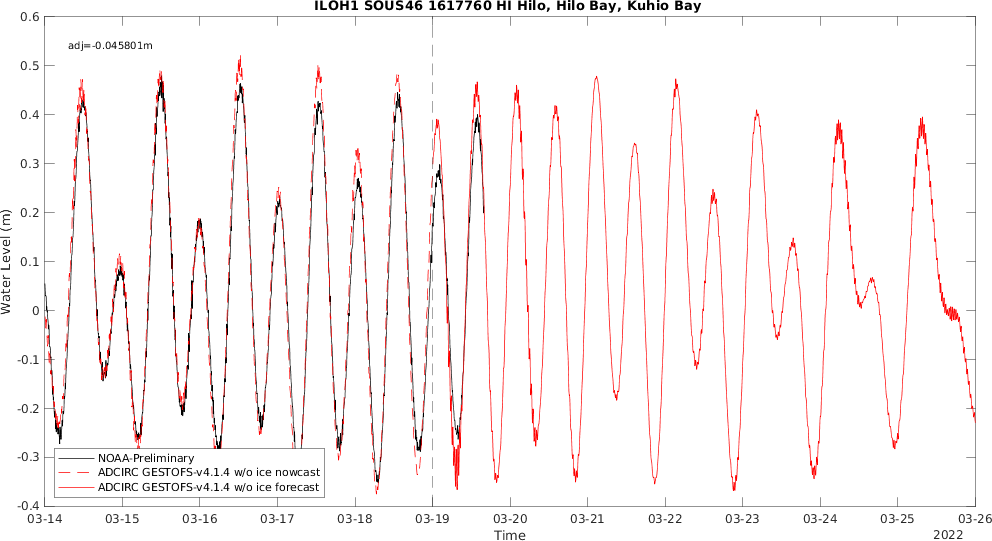 ILOH1 SOUS46 1617760 HI Hilo, Hilo Bay, Kuhio Bay
0.6
adj=-0.045801m
0.5
0.4
0.3
0.2
0.1
0
-0.1
-0.2
-0.3
-0.4
Water Level (m)
NOAA-Preliminary
ADCIRC GESTOFS-v4.1.4 w/o ice nowcast
ADCIRC GESTOFS-v4.1.4 w/o ice forecast
03-14 03-15 03-16 03-17 03-18 03-19 03-20 03-21 03-22 03-23 03-24 03-25 03-26
Time
2022